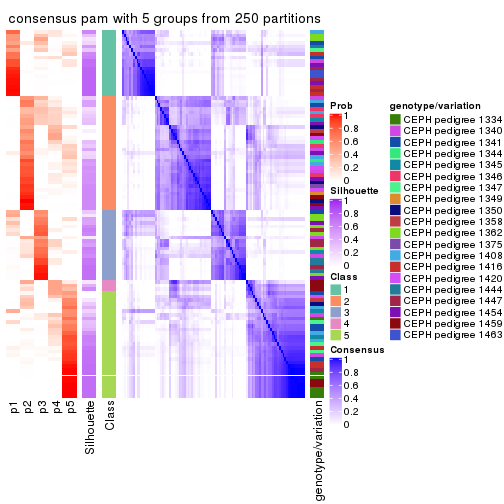 consensus pam with 5 groups from 250 partitions
p1
p2
p3
p4
p5
Silhouette
Class
genotype/variation
Prob
1
0.8
0.6
0.4
0.2
0
Silhouette
1
0.8
0.6
0.4
0.2
0
Class
1
2
3
4
5
Consensus
1
0.8
0.6
0.4
0.2
0
genotype/variation
CEPH pedigree 1334
CEPH pedigree 1340
CEPH pedigree 1341
CEPH pedigree 1344
CEPH pedigree 1345
CEPH pedigree 1346
CEPH pedigree 1347
CEPH pedigree 1349
CEPH pedigree 1350
CEPH pedigree 1358
CEPH pedigree 1362
CEPH pedigree 1375
CEPH pedigree 1408
CEPH pedigree 1416
CEPH pedigree 1420
CEPH pedigree 1444
CEPH pedigree 1447
CEPH pedigree 1454
CEPH pedigree 1459
CEPH pedigree 1463